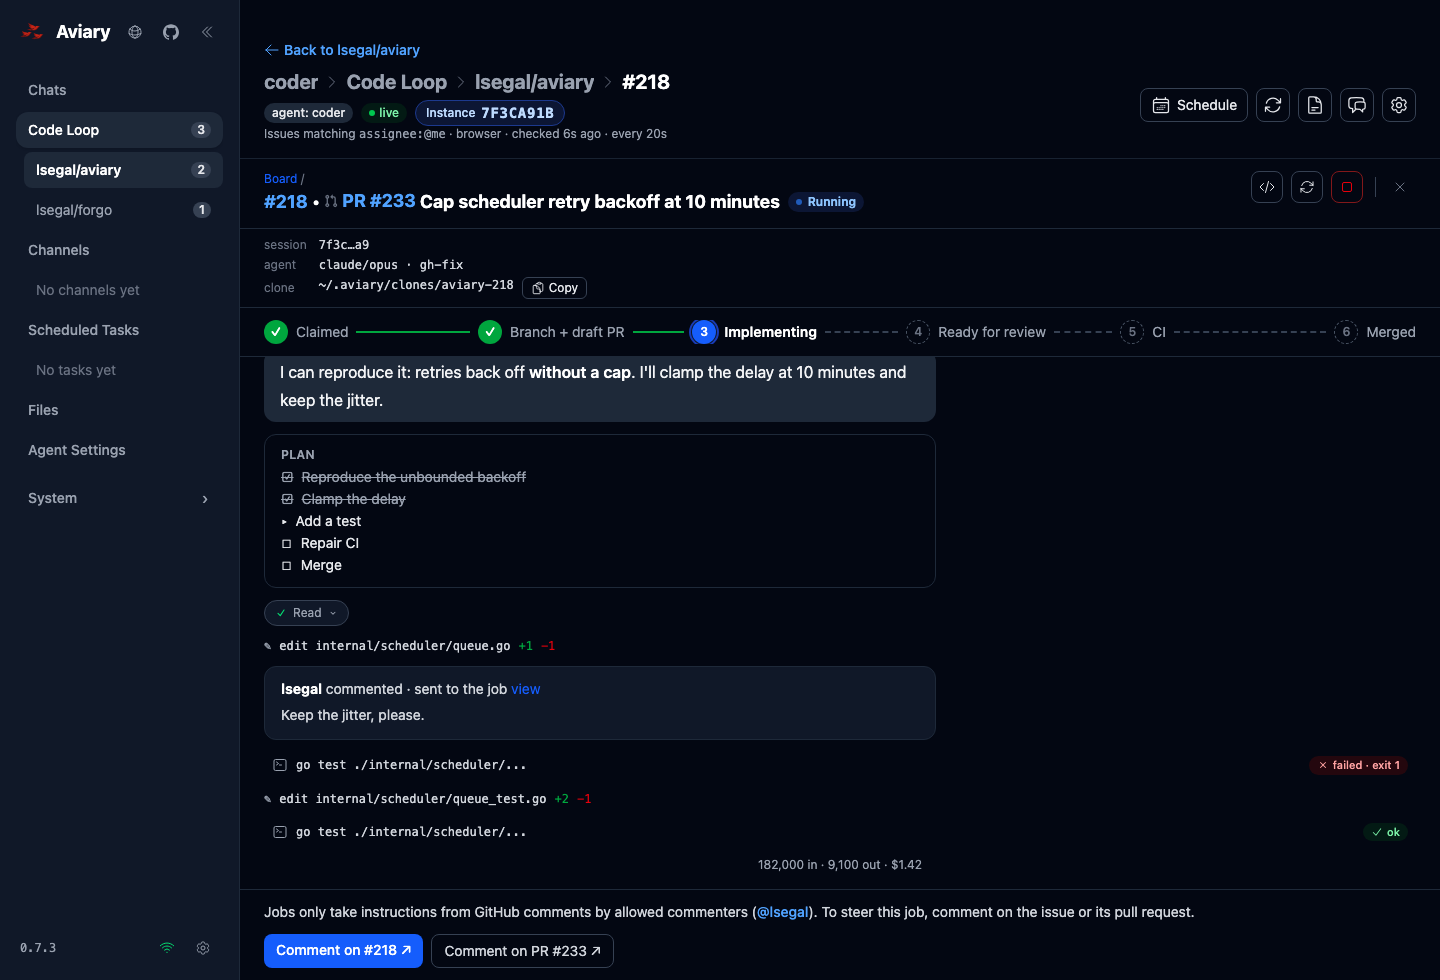 Aviary
Chats
Code Loop 3
lsegal/aviary 2
lsegal/forgo 1
Channels
No channels yet
Scheduled Tasks
No tasks yet
Files
Agent Settings
System
0.7.3
← Back to lsegal/aviary
coder > Code Loop > lsegal/aviary > #218
agent: coder live Instance 7F3CA91B
Issues matching assignee:@me · browser · checked 6s ago · every 20s
Schedule
Board /
#218 • PR #233 Cap scheduler retry backoff at 10 minutes Running
session 7f3c…a9
agent claude/opus · gh-fix
clone ~/.aviary/clones/aviary-218 Copy
Claimed Branch + draft PR 3 Implementing 4 Ready for review 5 CI 6 Merged
I can reproduce it: retries back off without a cap. I'll clamp the delay at 10 minutes and
keep the jitter.
PLAN
Reproduce the unbounded backoff
Clamp the delay
Add a test
Repair CI
Merge
Read
edit internal/scheduler/queue.go +1 −1
lsegal commented · sent to the job view
Keep the jitter, please.
go test ./internal/scheduler/... × failed · exit 1
edit internal/scheduler/queue_test.go +2 −1
go test ./internal/scheduler/... ✓ ok
182,000 in · 9,100 out · $1.42
Jobs only take instructions from GitHub comments by allowed commenters (@lsegal). To steer this job, comment on the issue or its pull request.
Comment on #218 ↗ Comment on PR #233 ↗